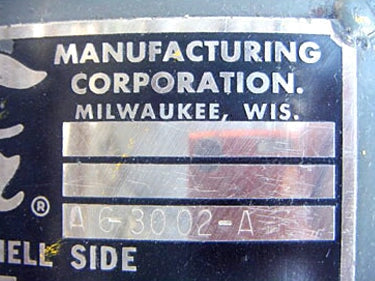 MANUFACTURING
CORPORATION.
MILWAUKEE, WIS.
®
AG-3002-A
HELL SIDE